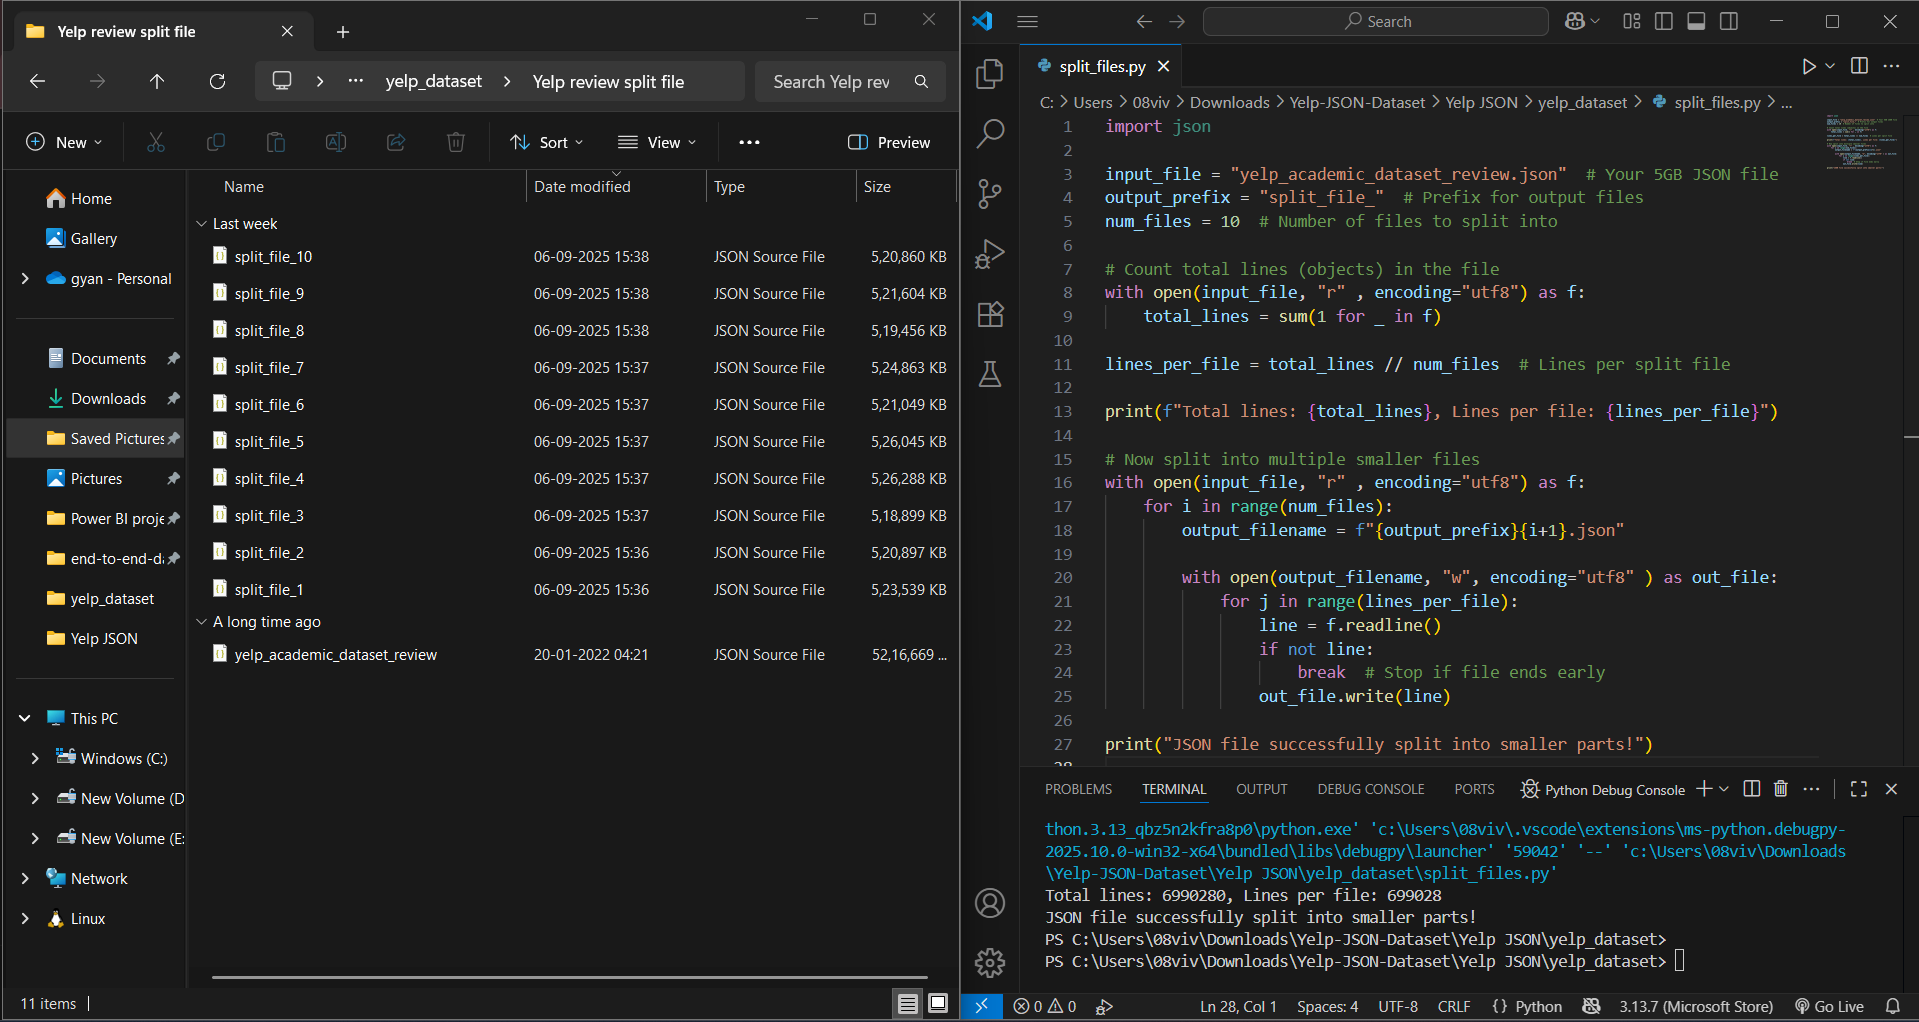 Yelp review split file
yelp_dataset
Yelp review split file
Search Yelp rev
New
Sort
View
Preview
Name
Date modified
Type
Size
Home
Gallery
gyan - Personal
Documents
Downloads
Saved Pictures
Pictures
Power BI proje
end-to-end-da
yelp_dataset
Yelp JSON
This PC
Windows (C:)
New Volume (D
New Volume (E:
Network
Linux
Last week
split_file_10 06-09-2025 15:38 JSON Source File 5,20,860 KB
split_file_9 06-09-2025 15:38 JSON Source File 5,21,604 KB
split_file_8 06-09-2025 15:38 JSON Source File 5,19,456 KB
split_file_7 06-09-2025 15:37 JSON Source File 5,24,863 KB
split_file_6 06-09-2025 15:37 JSON Source File 5,21,049 KB
split_file_5 06-09-2025 15:37 JSON Source File 5,26,045 KB
split_file_4 06-09-2025 15:37 JSON Source File 5,26,288 KB
split_file_3 06-09-2025 15:37 JSON Source File 5,18,899 KB
split_file_2 06-09-2025 15:36 JSON Source File 5,20,897 KB
split_file_1 06-09-2025 15:36 JSON Source File 5,23,539 KB
A long time ago
yelp_academic_dataset_review 20-01-2022 04:21 JSON Source File 52,16,669 ...
11 items
Search
split_files.py
C: > Users > 08viv > Downloads > Yelp-JSON-Dataset > Yelp JSON > yelp_dataset > split_files.py > ...
1 import json
2
3 input_file = "yelp_academic_dataset_review.json"  # Your 5GB JSON file
4 output_prefix = "split_file_"  # Prefix for output files
5 num_files = 10  # Number of files to split into
6
7 # Count total lines (objects) in the file
8 with open(input_file, "r" , encoding="utf8") as f:
9     total_lines = sum(1 for _ in f)
10
11 lines_per_file = total_lines // num_files  # Lines per split file
12
13 print(f"Total lines: {total_lines}, Lines per file: {lines_per_file}")
14
15 # Now split into multiple smaller files
16 with open(input_file, "r" , encoding="utf8") as f:
17     for i in range(num_files):
18         output_filename = f"{output_prefix}{i+1}.json"
19
20         with open(output_filename, "w", encoding="utf8" ) as out_file:
21             for j in range(lines_per_file):
22                 line = f.readline()
23                 if not line:
24                     break  # Stop if file ends early
25                 out_file.write(line)
26
27 print("JSON file successfully split into smaller parts!")
28
PROBLEMS TERMINAL OUTPUT DEBUG CONSOLE PORTS Python Debug Console
thon.3.13_qbz5n2kfra8p0\python.exe' 'c:\Users\08viv\.vscode\extensions\ms-python.debugpy-
2025.10.0-win32-x64\bundled\libs\debugpy\launcher' '59042' '--' 'c:\Users\08viv\Downloads
\Yelp-JSON-Dataset\Yelp JSON\yelp_dataset\split_files.py'
Total lines: 6990280, Lines per file: 699028
JSON file successfully split into smaller parts!
PS C:\Users\08viv\Downloads\Yelp-JSON-Dataset\Yelp JSON\yelp_dataset>
PS C:\Users\08viv\Downloads\Yelp-JSON-Dataset\Yelp JSON\yelp_dataset>
0 0 Ln 28, Col 1 Spaces: 4 UTF-8 CRLF {} Python 3.13.7 (Microsoft Store) Go Live